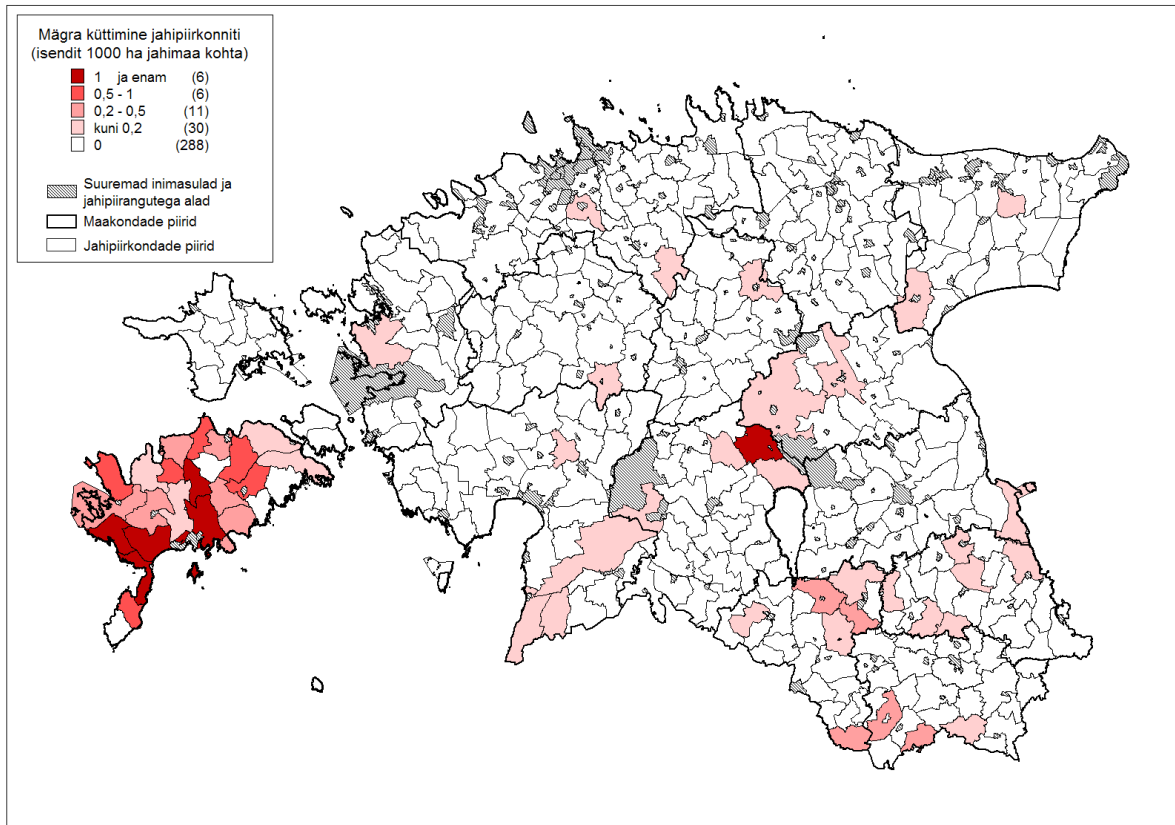 Mägra küttimine jahipiirkonniti
(isendit 1000 ha jahimaa kohta)
1 ja enam (6)
0,5 - 1 (6)
0,2 - 0,5 (11)
kuni 0,2 (30)
0 (288)
Suuremad inimasulad ja
jahipiirangutega alad
Maakondade piirid
Jahipiirkondade piirid